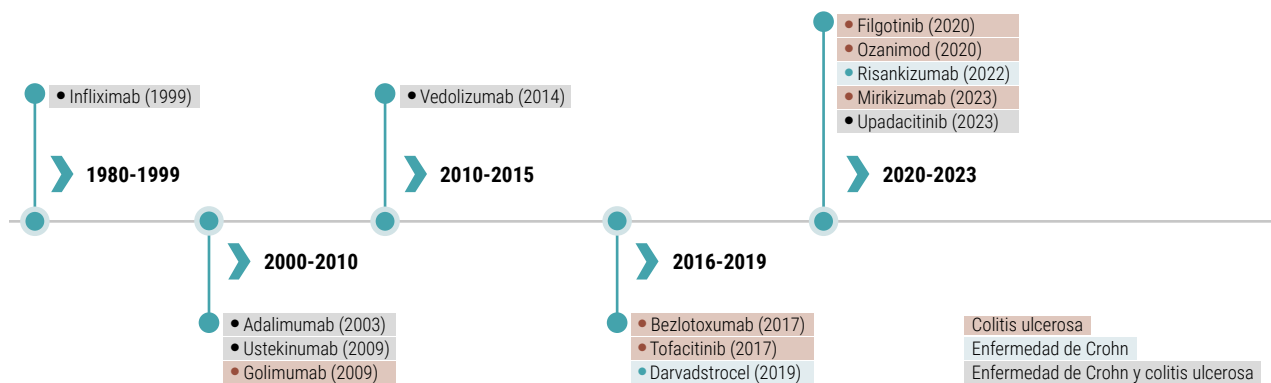 • Infliximab (1999)
1980-1999
2000-2010
• Adalimumab (2003)
• Ustekinumab (2009)
• Golimumab (2009)
• Vedolizumab (2014)
2010-2015
2016-2019
• Bezlotoxumab (2017)
• Tofacitinib (2017)
• Darvadstrocel (2019)
• Filgotinib (2020)
• Ozanimod (2020)
• Risankizumab (2022)
• Mirikizumab (2023)
• Upadacitinib (2023)
2020-2023
Colitis ulcerosa
Enfermedad de Crohn
Enfermedad de Crohn y colitis ulcerosa